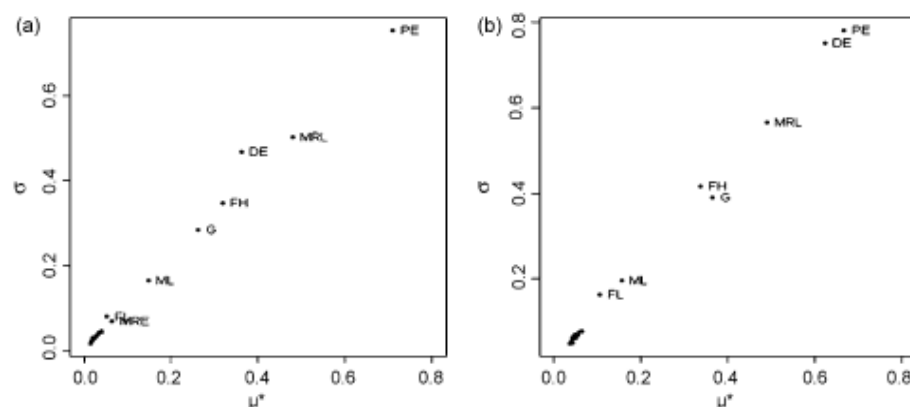 (a)
PE
MRL
DE
FH
G
ML
FL
MRE
σ
0.0 0.2 0.4 0.6
0.0 0.2 0.4 0.6 0.8
μ*
(b)
PE
DE
MRL
FH
G
ML
FL
σ
0.2 0.4 0.6 0.8
0.0 0.2 0.4 0.6 0.8
μ*